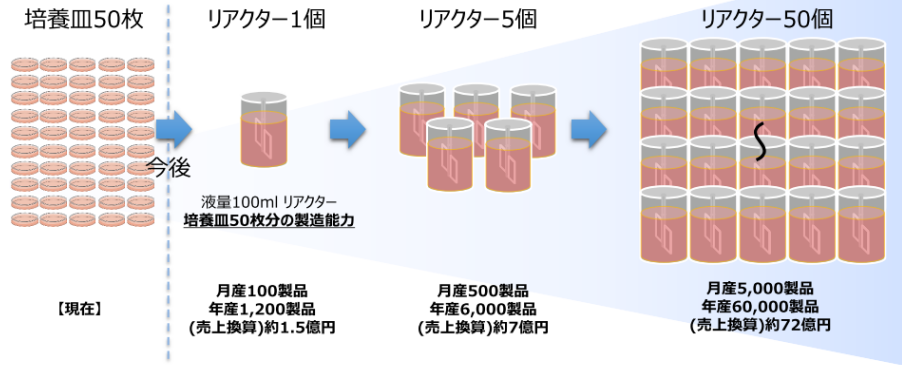 培養皿50枚
リアクター1個
リアクター5個
リアクター50個
今後
液量100ml リアクター
培養皿50枚分の製造能力
【現在】
月産100製品
年産1,200製品
(売上換算)約1.5億円
月産500製品
年産6,000製品
(売上換算)約7億円
月産5,000製品
年産60,000製品
(売上換算)約72億円